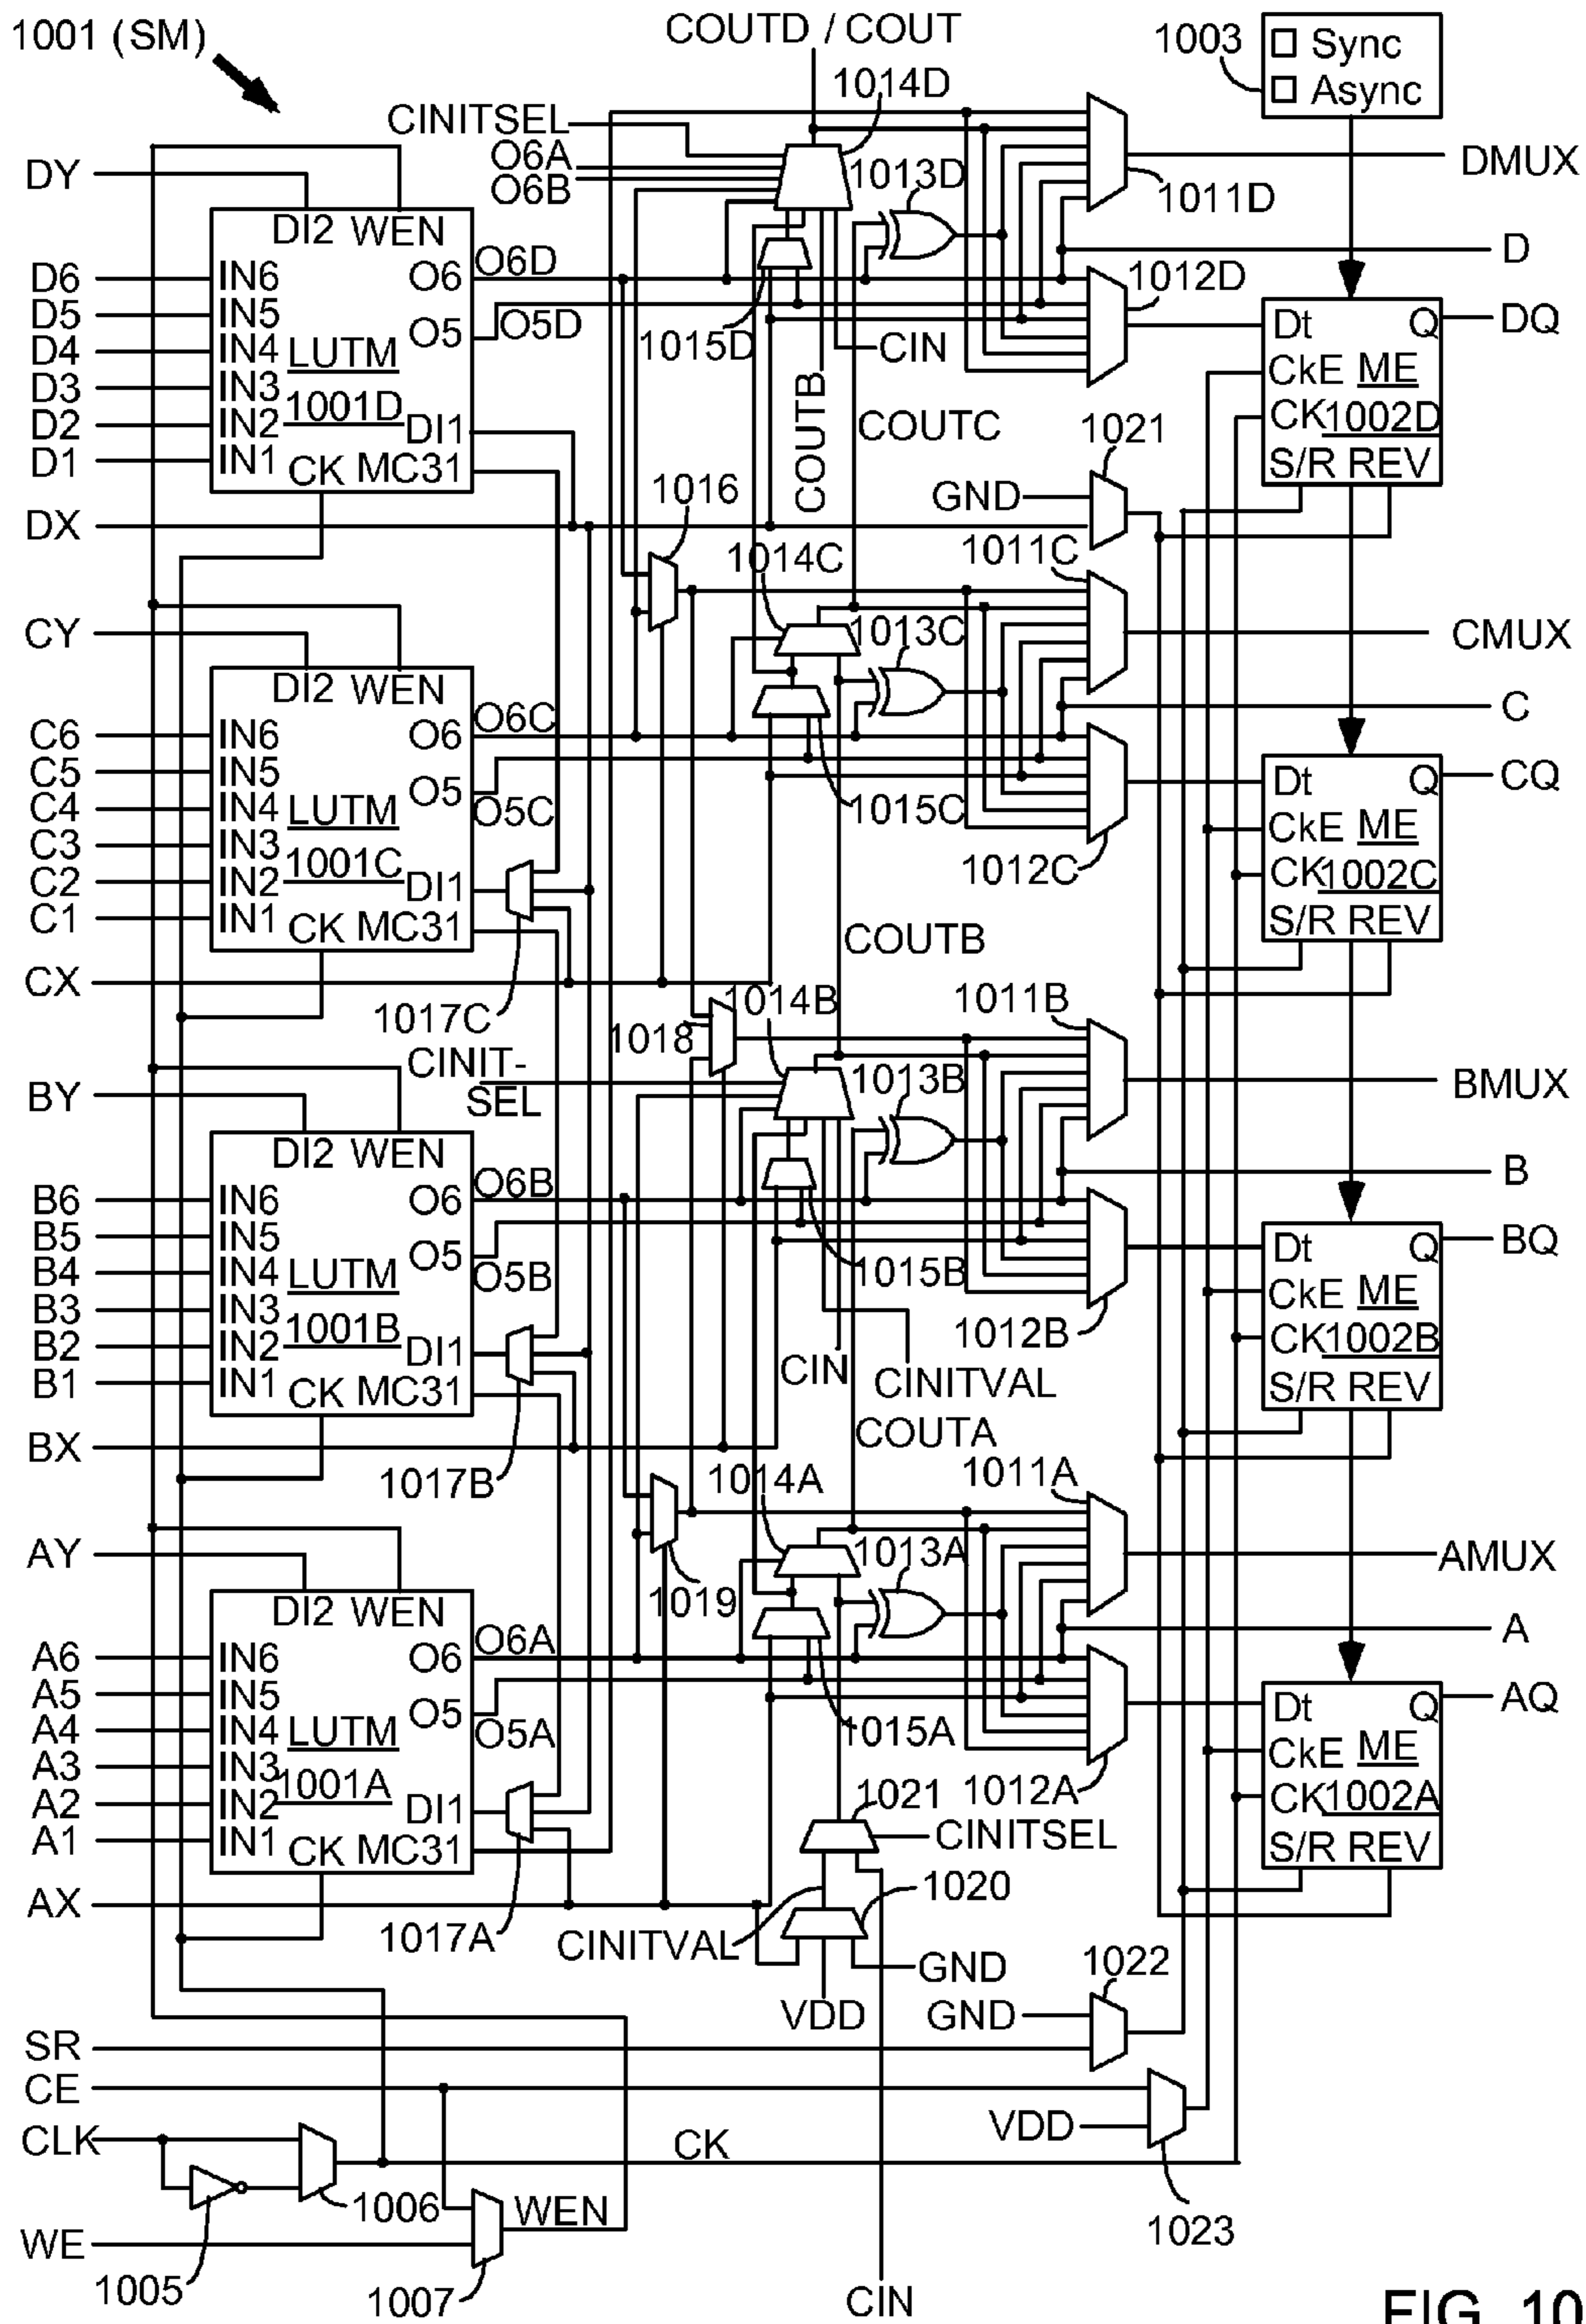 1001 (SM)
COUTD / COUT
1003
Sync
Async
1014D
CINITSEL
O6A
O6B
1013D
DMUX
1011D
DY
DI2 WEN
D6
D5
D4
D3
D2
D1
IN6
IN5
IN4
IN3
IN2
IN1
O6
O5
LUTM
1001D
DI1
CK MC31
O6D
O5D
1015D
CIN
COUTB
COUTC
1012D
D
Dt
Q
CkE ME
CK 1002D
S/R REV
DQ
1021
GND
DX
1016
1014C
1011C
1013C
CMUX
CY
DI2 WEN
C6
C5
C4
C3
C2
C1
IN6
IN5
IN4
IN3
IN2
IN1
O6
O5
LUTM
1001C
DI1
CK MC31
O6C
O5C
1015C
1012C
C
Dt
Q
CkE ME
CK 1002C
S/R REV
CQ
COUTB
CX
1017C
1018
1014B
1011B
CINIT-
SEL
1013B
BMUX
BY
DI2 WEN
B6
B5
B4
B3
B2
B1
IN6
IN5
IN4
IN3
IN2
IN1
O6
O5
LUTM
1001B
DI1
CK MC31
O6B
O5B
1015B
1012B
CIN
CINITVAL
B
Dt
Q
CkE ME
CK 1002B
S/R REV
BQ
COUTA
BX
1017B
1014A
1011A
1013A
AMUX
1019
AY
DI2 WEN
A6
A5
A4
A3
A2
A1
IN6
IN5
IN4
IN3
IN2
IN1
O6
O5
LUTM
1001A
DI1
CK MC31
O6A
O5A
1015A
1012A
A
Dt
Q
CkE ME
CK 1002A
S/R REV
AQ
1021
CINITSEL
1020
AX
1017A
CINITVAL
GND
VDD
1022
GND
SR
CE
VDD
CLK
CK
1006
WEN
1023
WE
1005
1007
CIN
FIG. 10